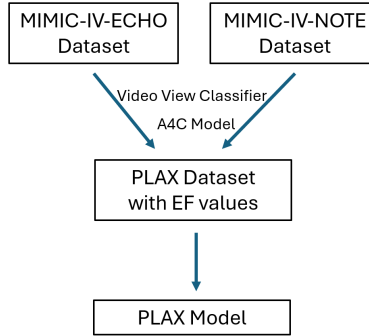 MIMIC-IV-ECHO
Dataset
MIMIC-IV-NOTE
Dataset
Video View Classifier
A4C Model
PLAX Dataset
with EF values
PLAX Model